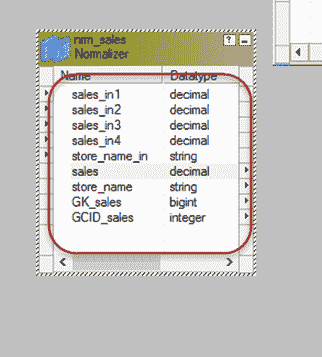 nrm_sales
Normalizer
Name Datatype
sales_in1 decimal
sales_in2 decimal
sales_in3 decimal
sales_in4 decimal
store_name_in string
sales decimal
store_name string
GK_sales bigint
GCID_sales integer